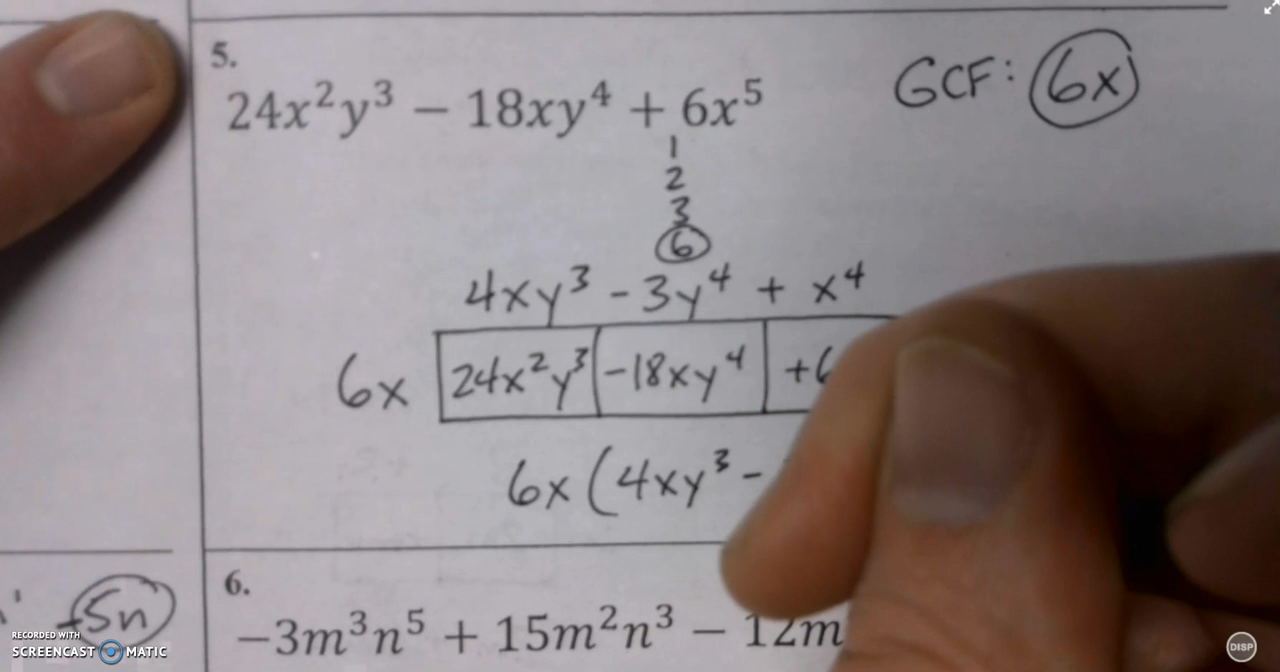 5.
24x²y³ − 18xy⁴ + 6x⁵
GCF: 6x
1
2
3
6
4xy³ - 3y⁴ + x⁴
6x 24x²y³ -18xy⁴ +6
6x (4xy³ -
5n
6.
−3m³n⁵ + 15m²n³ − 12m
RECORDED WITH
SCREENCAST MATIC
DISP